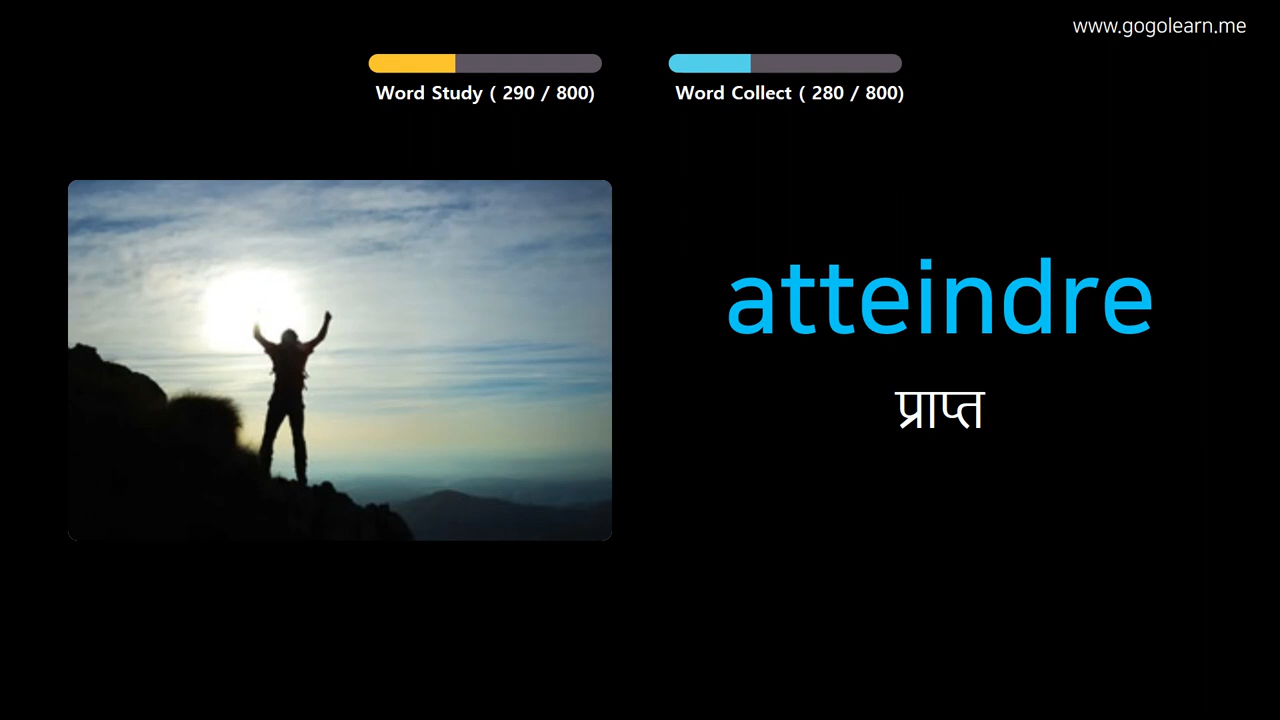 www.gogolearn.me
Word Study ( 290 / 800)
Word Collect ( 280 / 800)
atteindre
प्राप्त